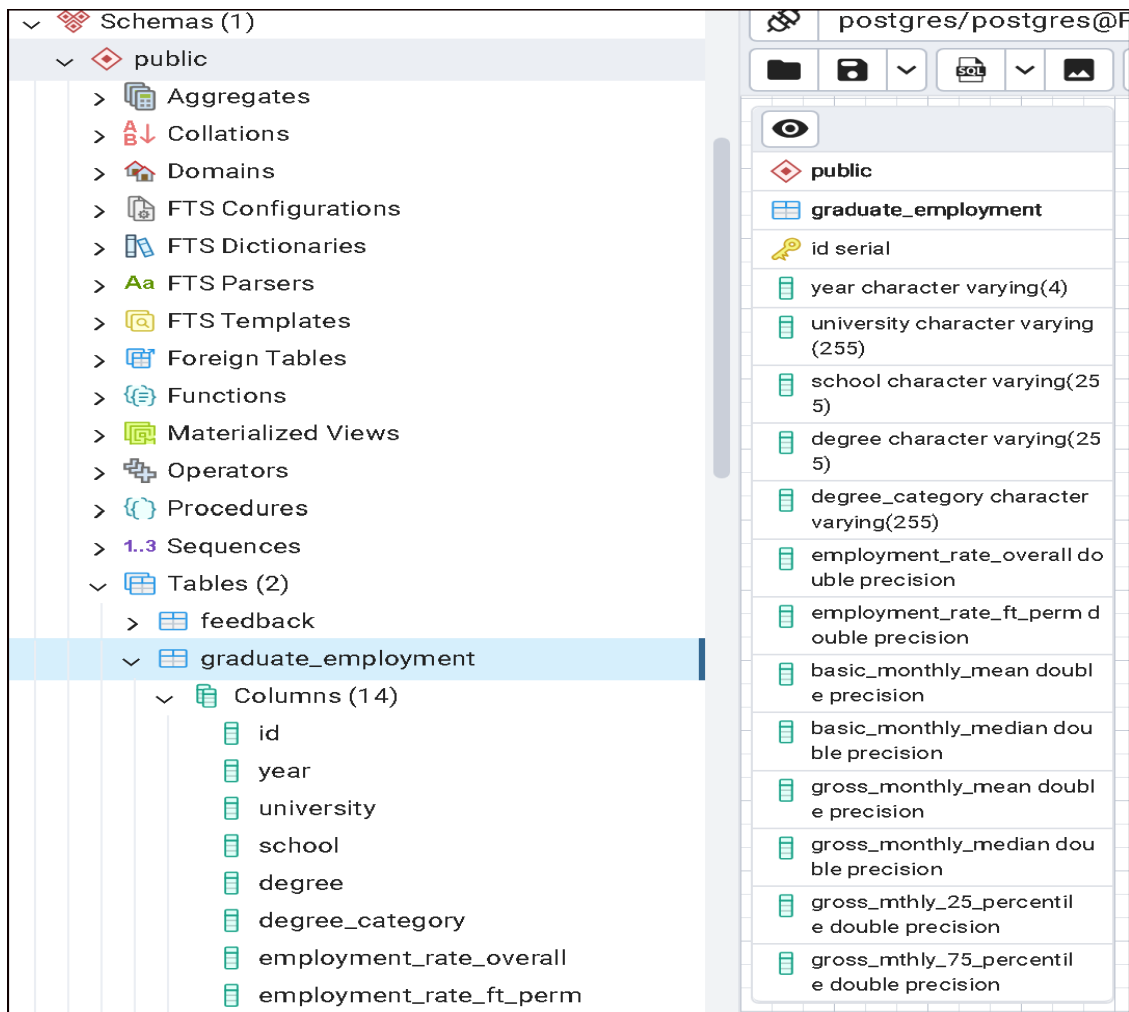 Schemas (1)
public
Aggregates
Collations
Domains
FTS Configurations
FTS Dictionaries
Aa FTS Parsers
FTS Templates
Foreign Tables
Functions
Materialized Views
Operators
Procedures
1..3 Sequences
Tables (2)
feedback
graduate_employment
Columns (14)
id
year
university
school
degree
degree_category
employment_rate_overall
employment_rate_ft_perm
postgres/postgres@
SQL
public
graduate_employment
id serial
year character varying(4)
university character varying
(255)
school character varying(25
5)
degree character varying(25
5)
degree_category character
varying(255)
employment_rate_overall do
uble precision
employment_rate_ft_perm d
ouble precision
basic_monthly_mean doubl
e precision
basic_monthly_median dou
ble precision
gross_monthly_mean doubl
e precision
gross_monthly_median dou
ble precision
gross_mthly_25_percentil
e double precision
gross_mthly_75_percentil
e double precision